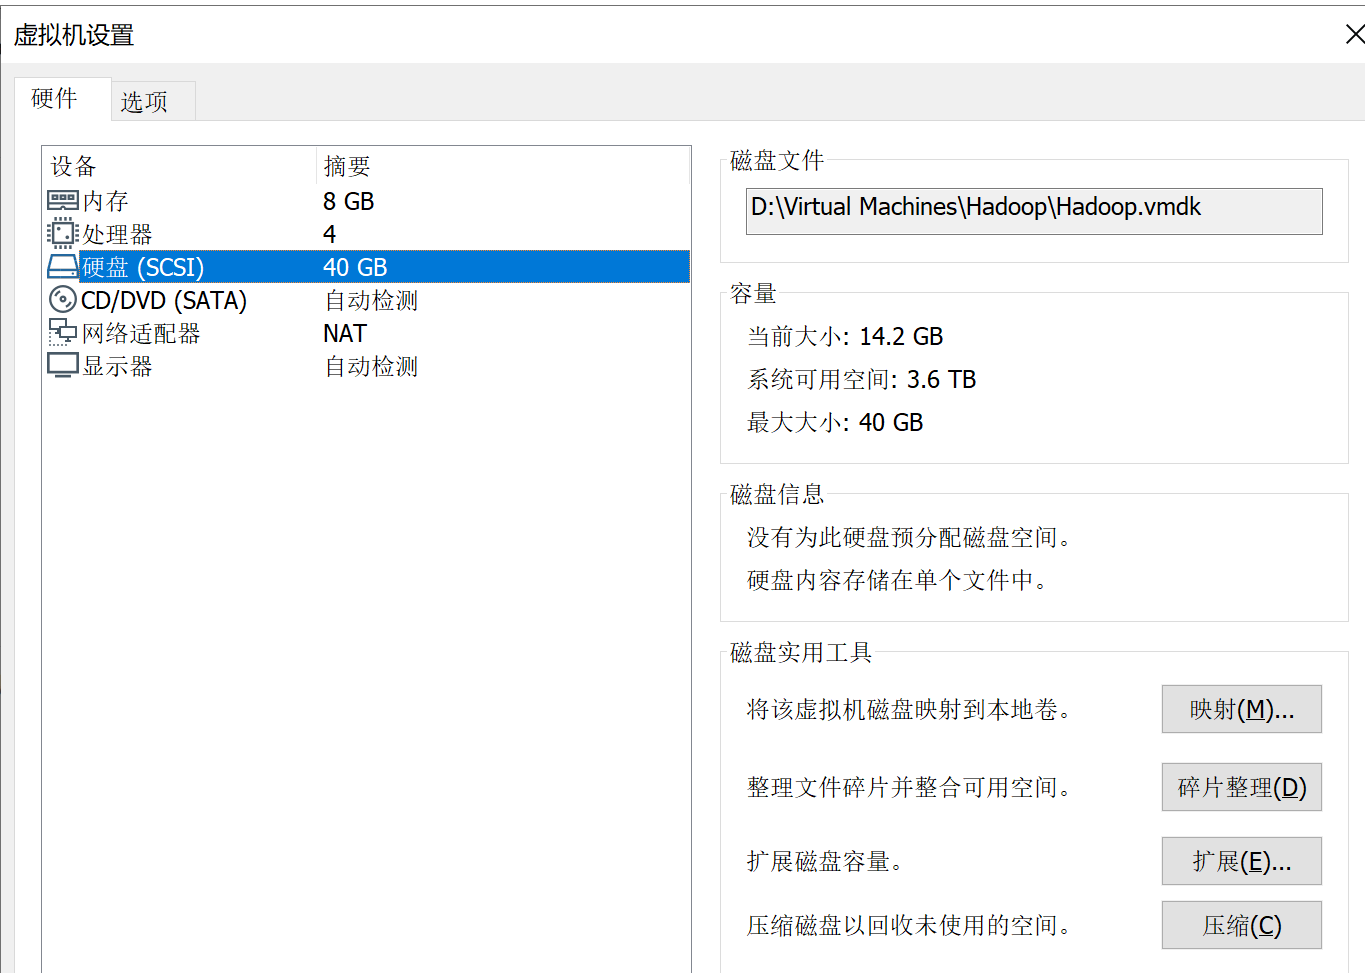 虚拟机设置
硬件
选项
设备 摘要
内存 8 GB
处理器 4
硬盘 (SCSI) 40 GB
CD/DVD (SATA) 自动检测
网络适配器 NAT
显示器 自动检测
磁盘文件
D:\Virtual Machines\Hadoop\Hadoop.vmdk
容量
当前大小: 14.2 GB
系统可用空间: 3.6 TB
最大大小: 40 GB
磁盘信息
没有为此硬盘预分配磁盘空间。
硬盘内容存储在单个文件中。
磁盘实用工具
将该虚拟机磁盘映射到本地卷。 映射(M)...
整理文件碎片并整合可用空间。 碎片整理(D)
扩展磁盘容量。 扩展(E)...
压缩磁盘以回收未使用的空间。 压缩(C)